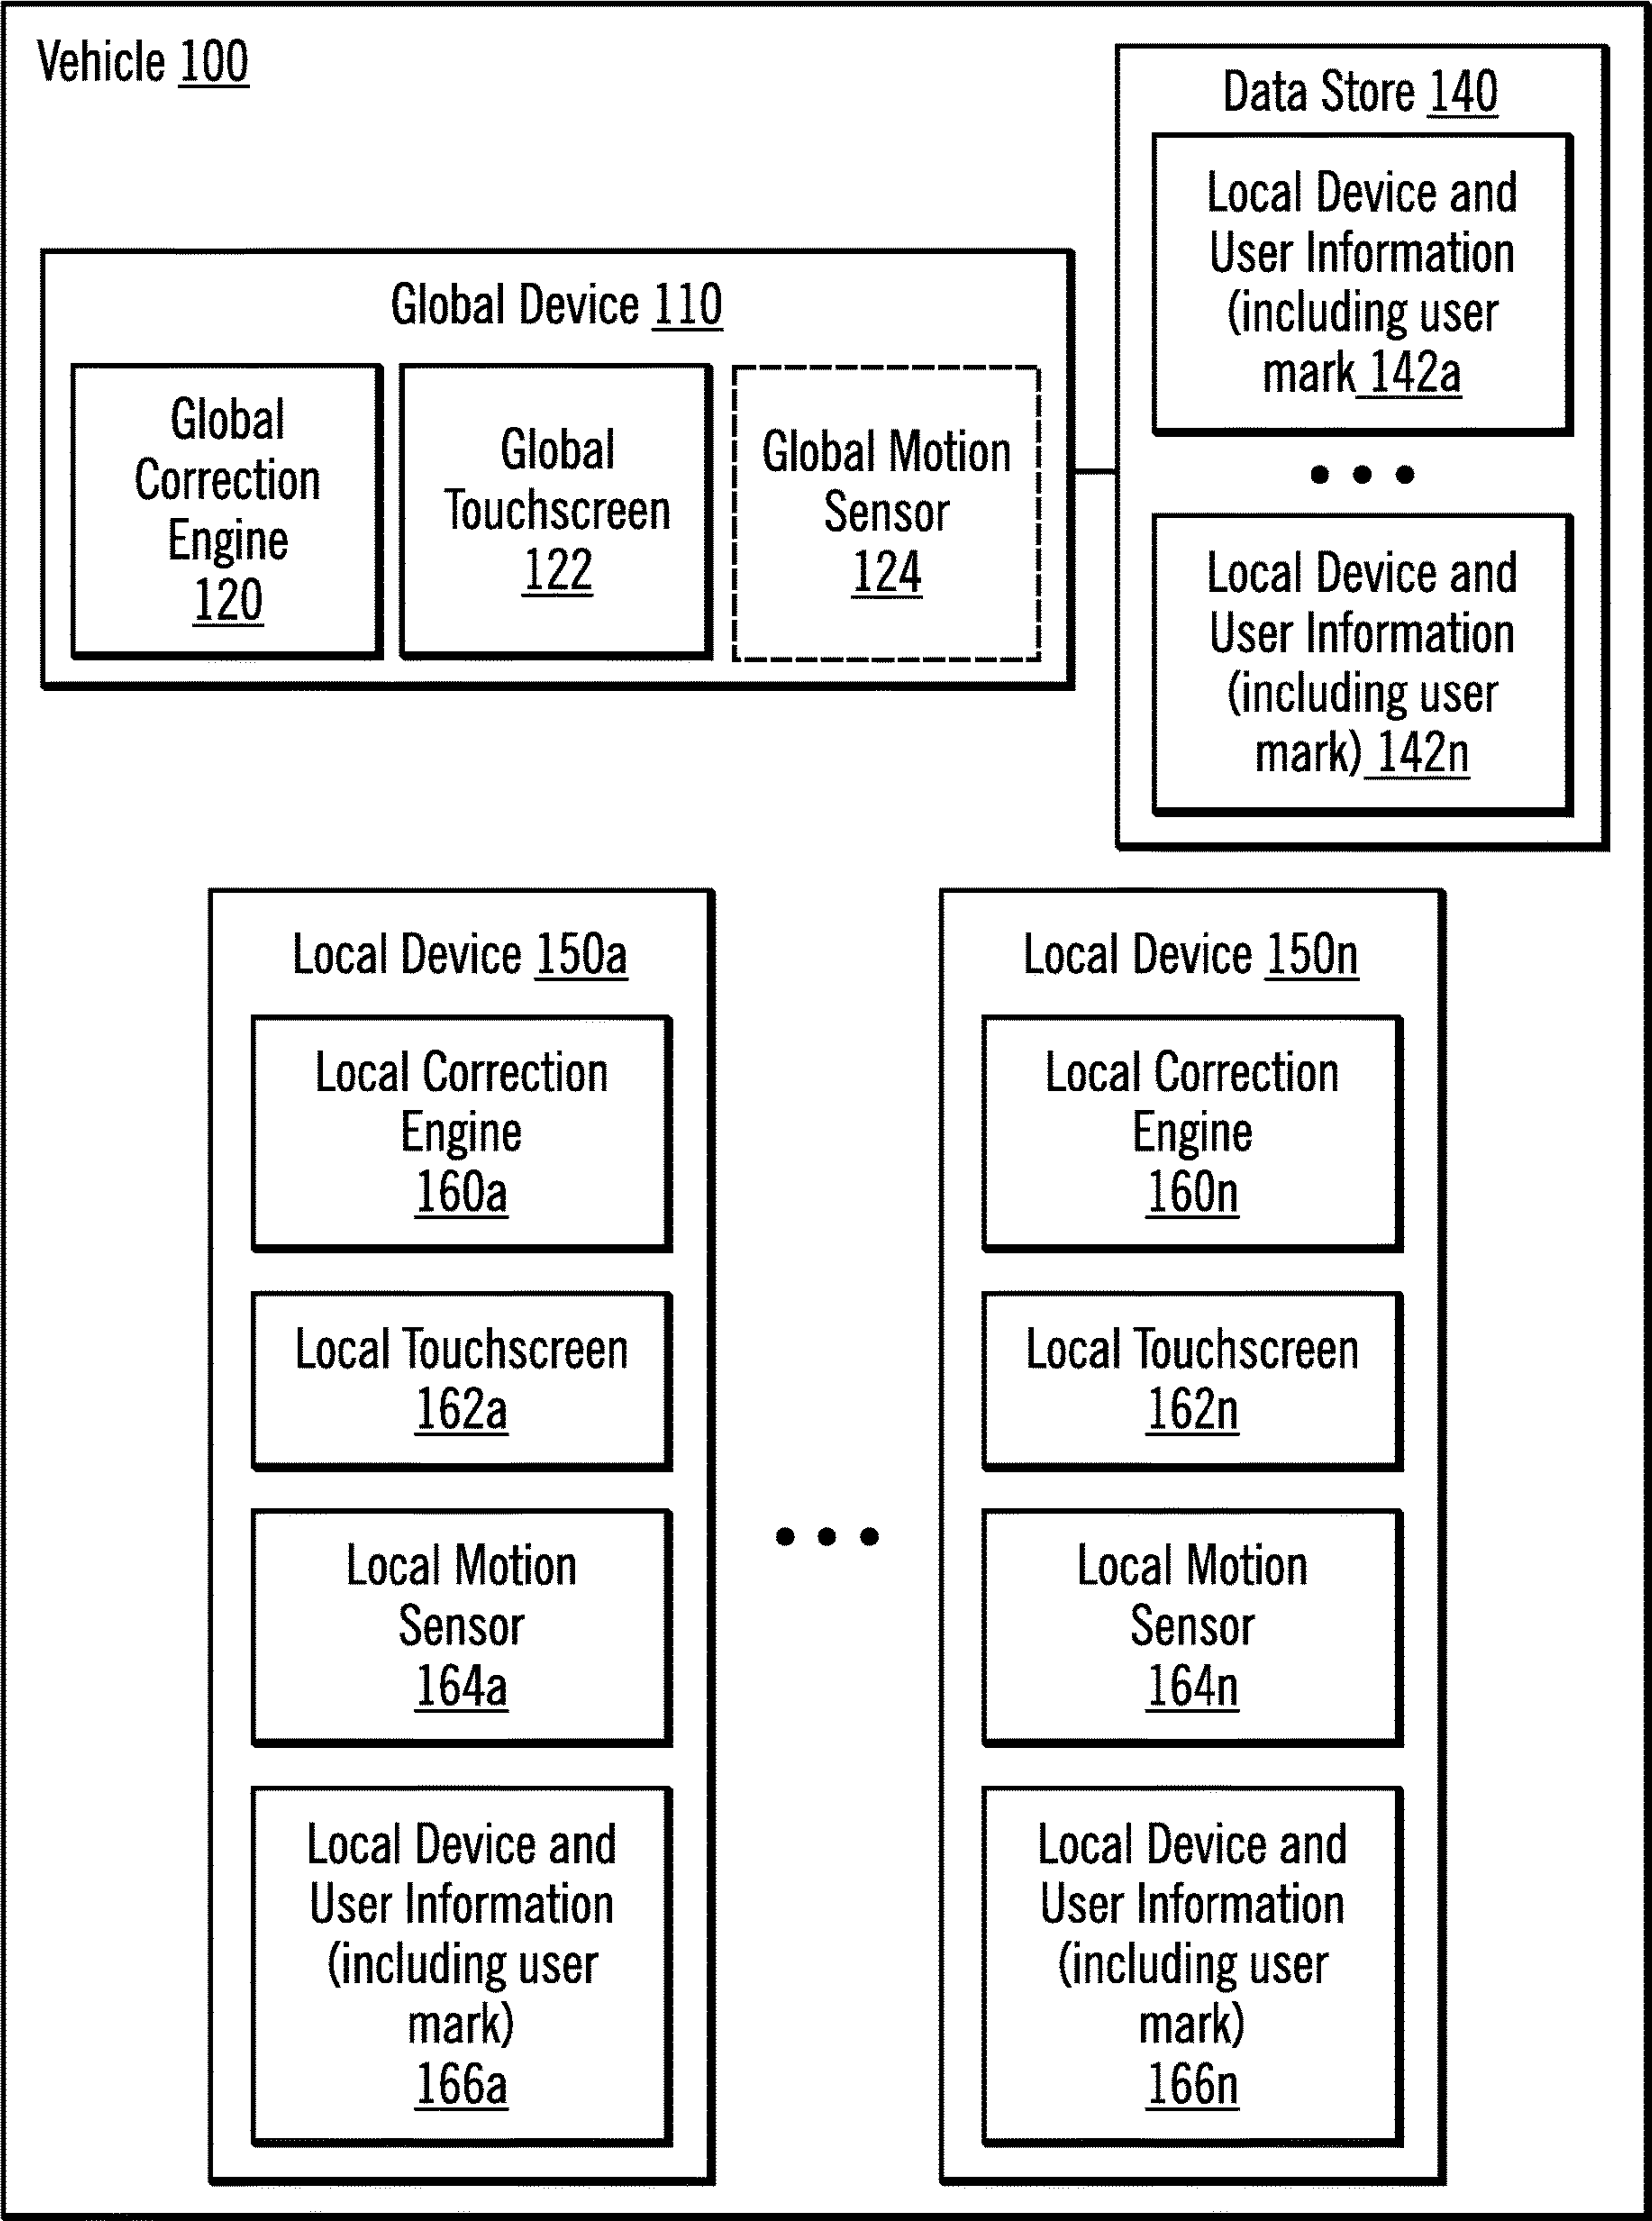 Vehicle 100
Data Store 140
Local Device and
User Information
(including user
mark 142a
Local Device and
User Information
(including user
mark) 142n
Global Device 110
Global
Correction
Engine
120
Global
Touchscreen
122
Global Motion
Sensor
124
Local Device 150a
Local Correction
Engine
160a
Local Touchscreen
162a
Local Motion
Sensor
164a
Local Device and
User Information
(including user
mark)
166a
Local Device 150n
Local Correction
Engine
160n
Local Touchscreen
162n
Local Motion
Sensor
164n
Local Device and
User Information
(including user
mark)
166n